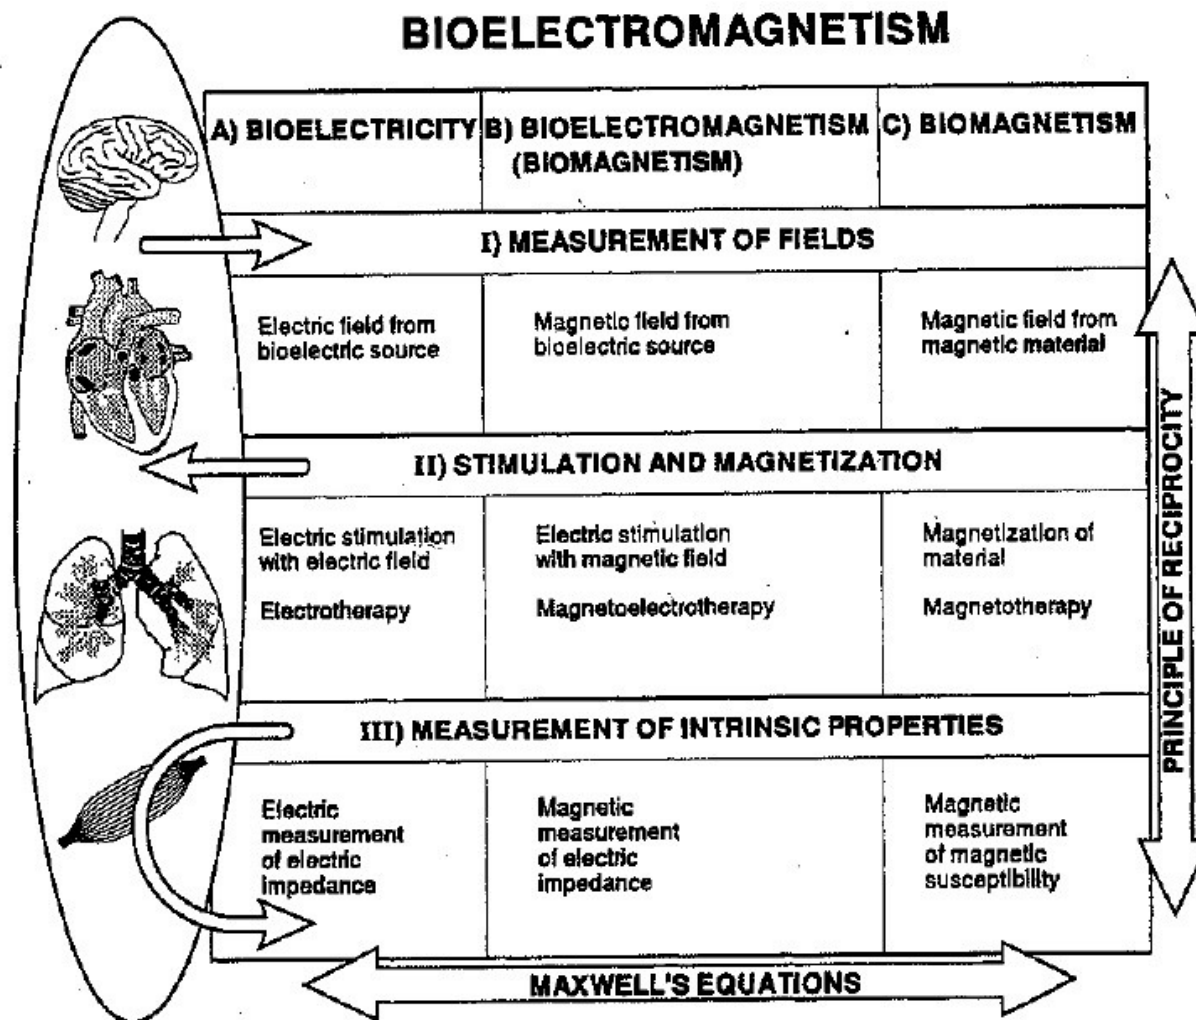 BIOELECTROMAGNETISM
A) BIOELECTRICITY
B) BIOELECTROMAGNETISM
(BIOMAGNETISM)
C) BIOMAGNETISM
I) MEASUREMENT OF FIELDS
Electric field from
bioelectric source
Magnetic field from
bioelectric source
Magnetic field from
magnetic material
II) STIMULATION AND MAGNETIZATION
Electric stimulation
with electric field
Electrotherapy
Electric stimulation
with magnetic field
Magnetoelectrotherapy
Magnetization of
material
Magnetotherapy
III) MEASUREMENT OF INTRINSIC PROPERTIES
Electric
measurement
of electric
impedance
Magnetic
measurement
of electric
impedance
Magnetic
measurement
of magnetic
susceptibility
PRINCIPLE OF RECIPROCITY
MAXWELL'S EQUATIONS